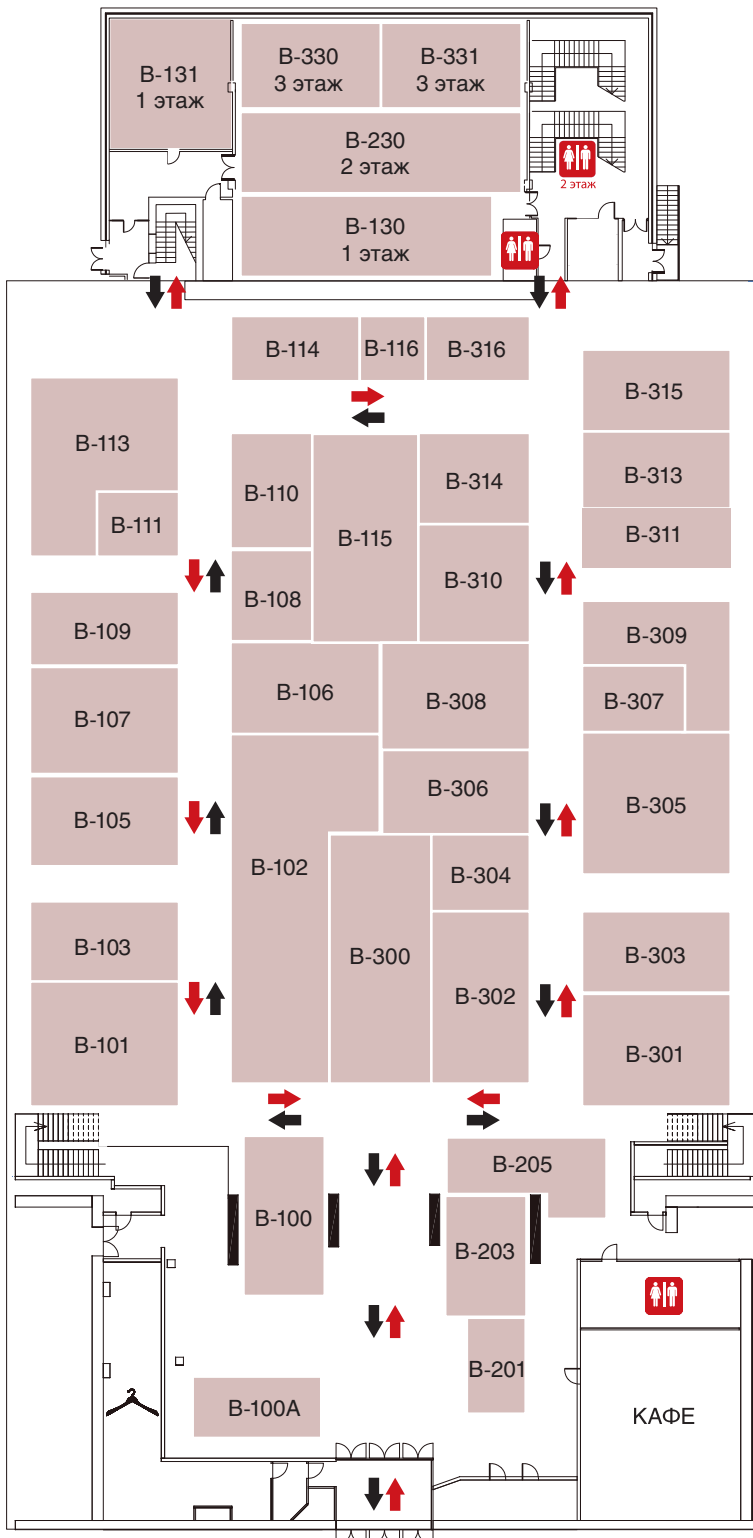 В-131
1 этаж
В-330
3 этаж
В-331
3 этаж
В-230
2 этаж
2 этаж
В-130
1 этаж
В-114
В-116
В-316
В-315
В-113
В-111
В-110
В-115
В-314
В-313
В-311
В-108
В-310
В-109
В-309
В-106
В-308
В-307
В-107
В-306
В-305
В-105
В-102
В-304
В-103
В-300
В-302
В-303
В-101
В-301
В-205
В-100
В-203
В-201
В-100А
КАФЕ